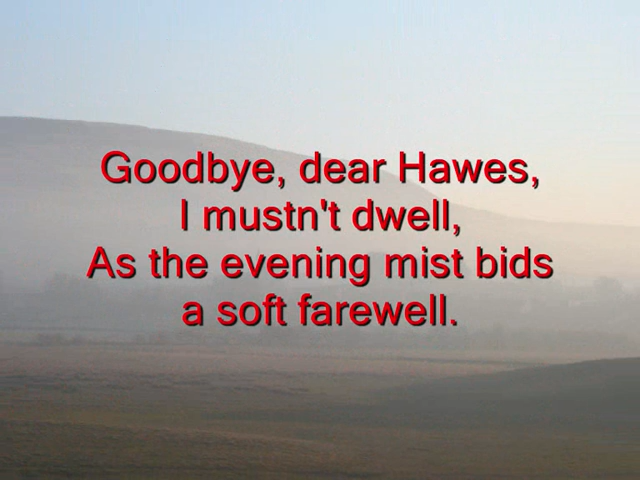 Goodbye, dear Hawes,
I mustn't dwell,
As the evening mist bids
a soft farewell.